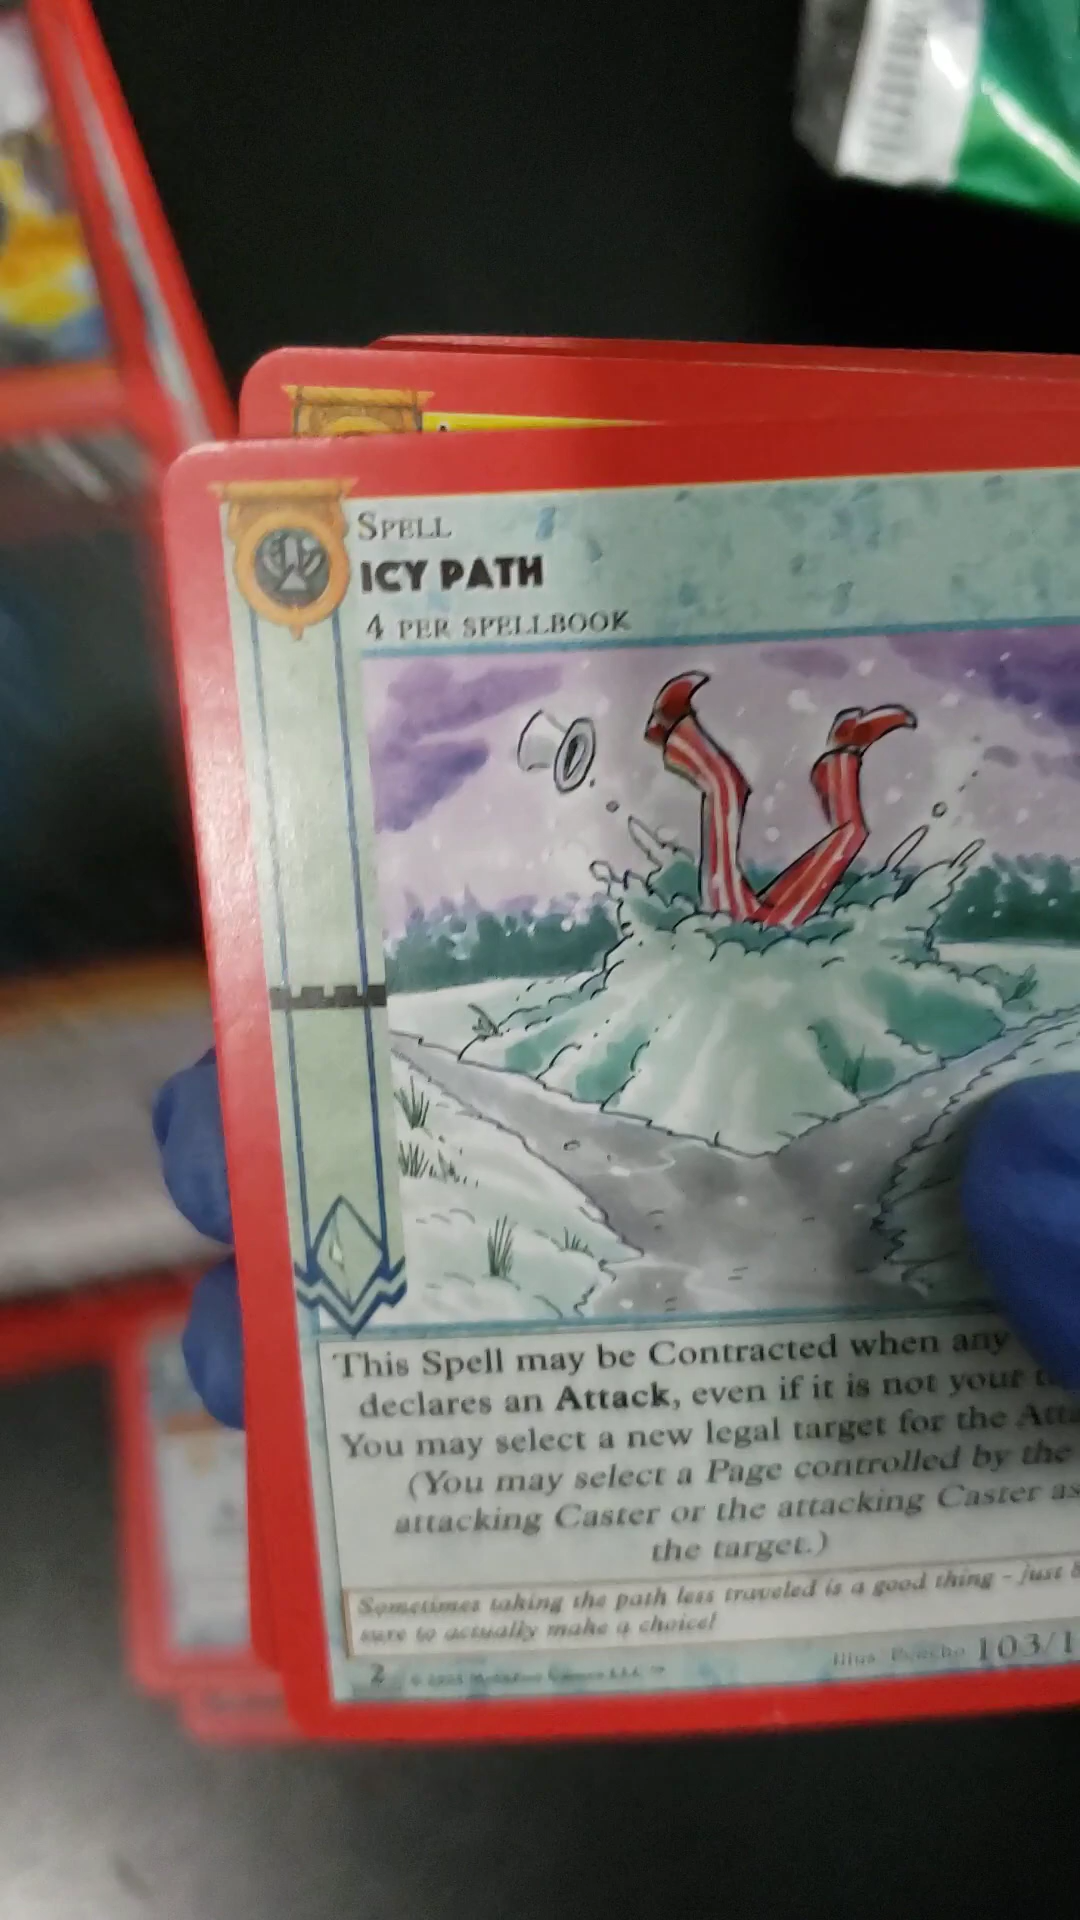 SPELL
ICY PATH
4 PER SPELLBOOK
This Spell may be Contracted when any
declares an Attack, even if it is not your
You may select a new legal target for the
(You may select a Page controlled by the
attacking Caster or the attacking Caster as
the target.)
Sometimes taking the path less traveled is a good thing - just
sure to actually make a choice!
Illus. 103/1
2 ©